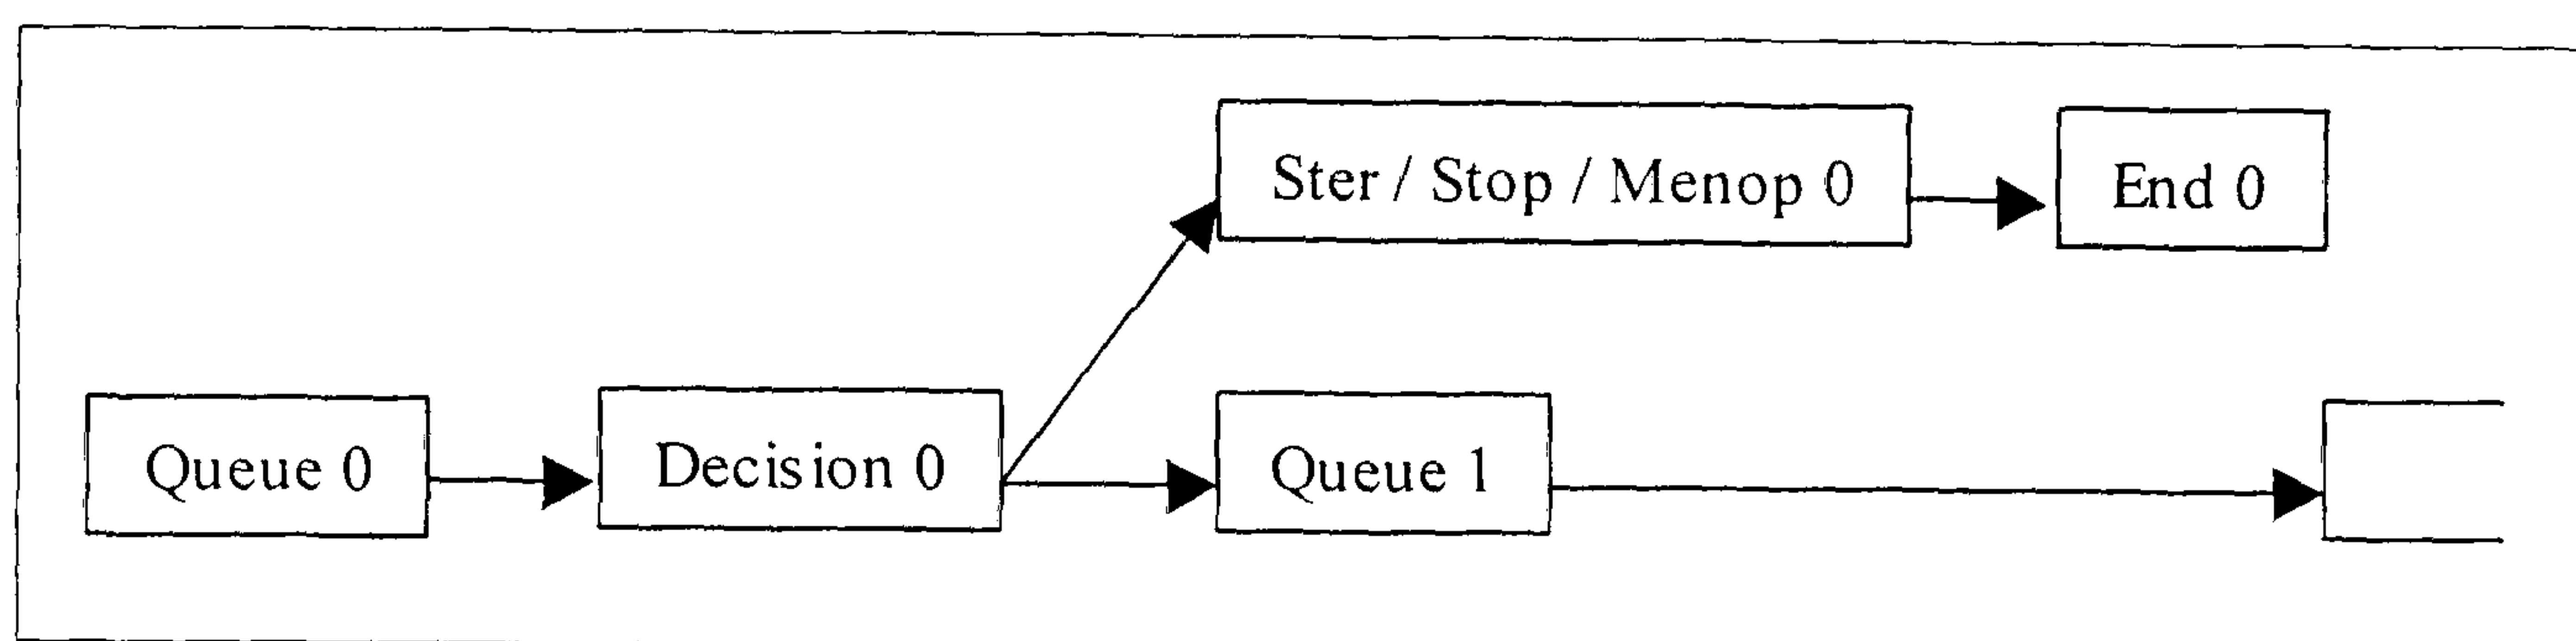 Ster / Stop / Menop 0
End 0
Queue 0
Decision 0
Queue 1